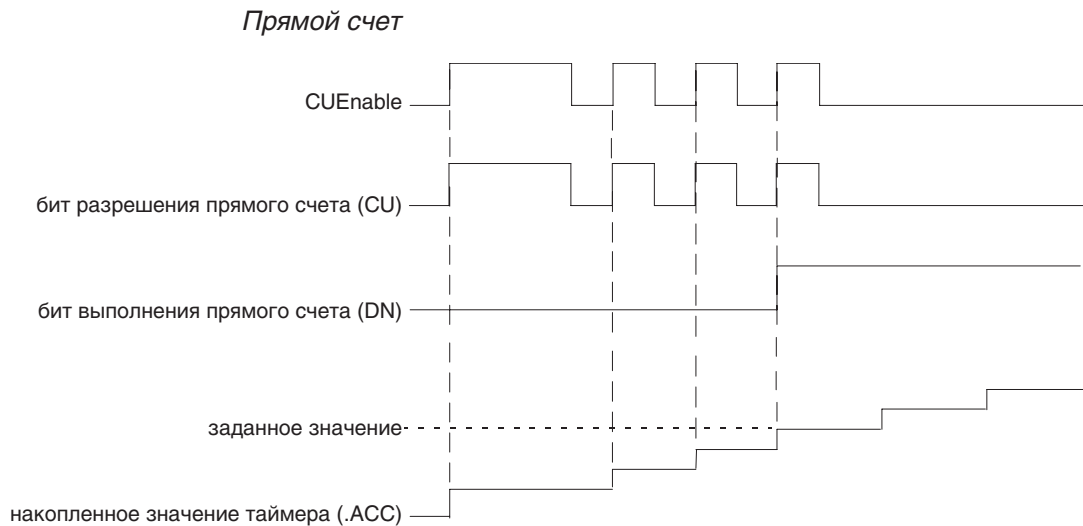 Прямой счет
CUEnable
бит разрешения прямого счета (CU)
бит выполнения прямого счета (DN)
заданное значение
накопленное значение таймера (.ACC)